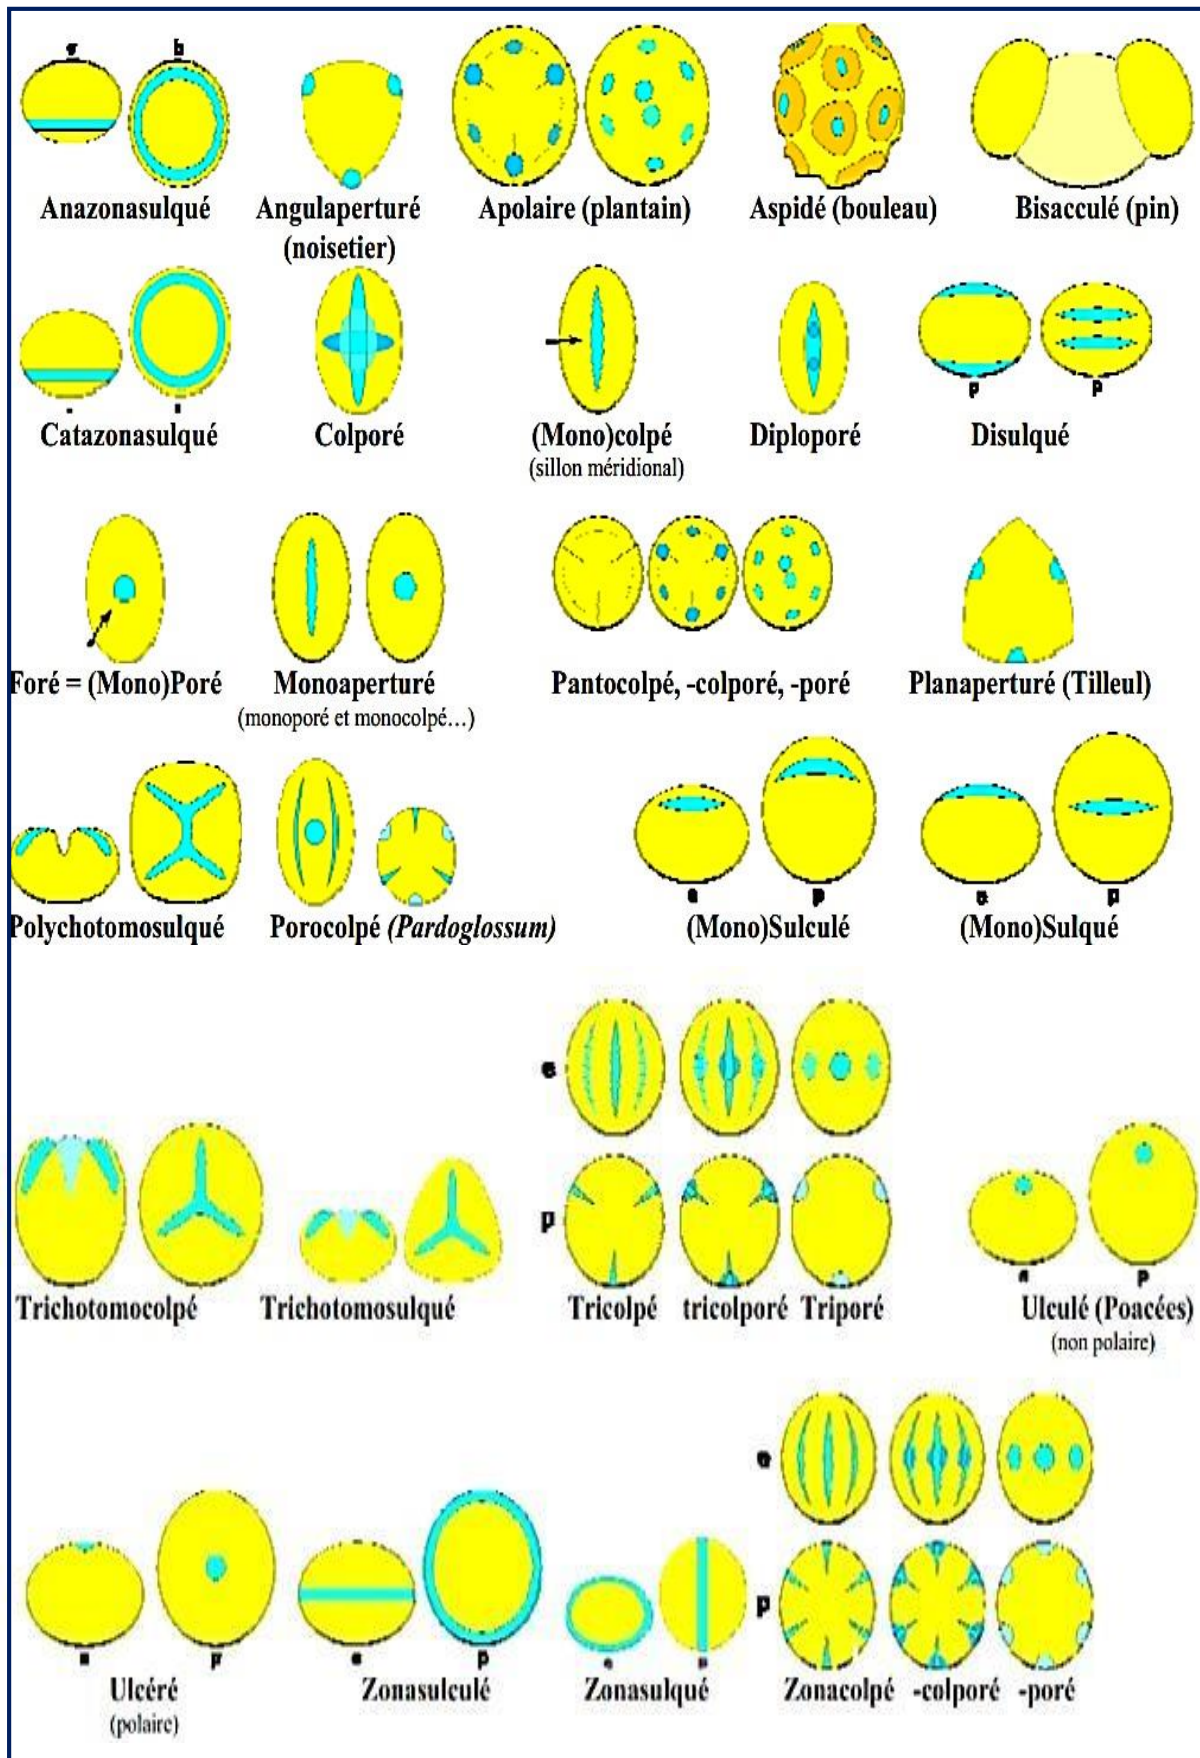 Anazonasulqué Angulaperturé Apolaire (plantain) Aspidé (bouleau) Bisacculé (pin)
(noisetier)
p p
Catazonasulqué Colporé (Mono)colpé Diploporé Disulqué
(sillon méridional)
Foré = (Mono)Poré Monoaperturé Pantocolpé, -colporé, -poré Planaperturé (Tilleul)
(monoporé et monocolpé…)
e p p
Polychotomosulqué Porocolpé (Pardoglossum) (Mono)Sulculé (Mono)Sulqué
e
p
p
Trichotomocolpé Trichotomosulqué Tricolpé tricolporé Triporé Ulculé (Poacées)
(non polaire)
e
p
p e p
Ulcéré Zonasulculé Zonasulqué Zonacolpé -colporé -poré
(polaire)